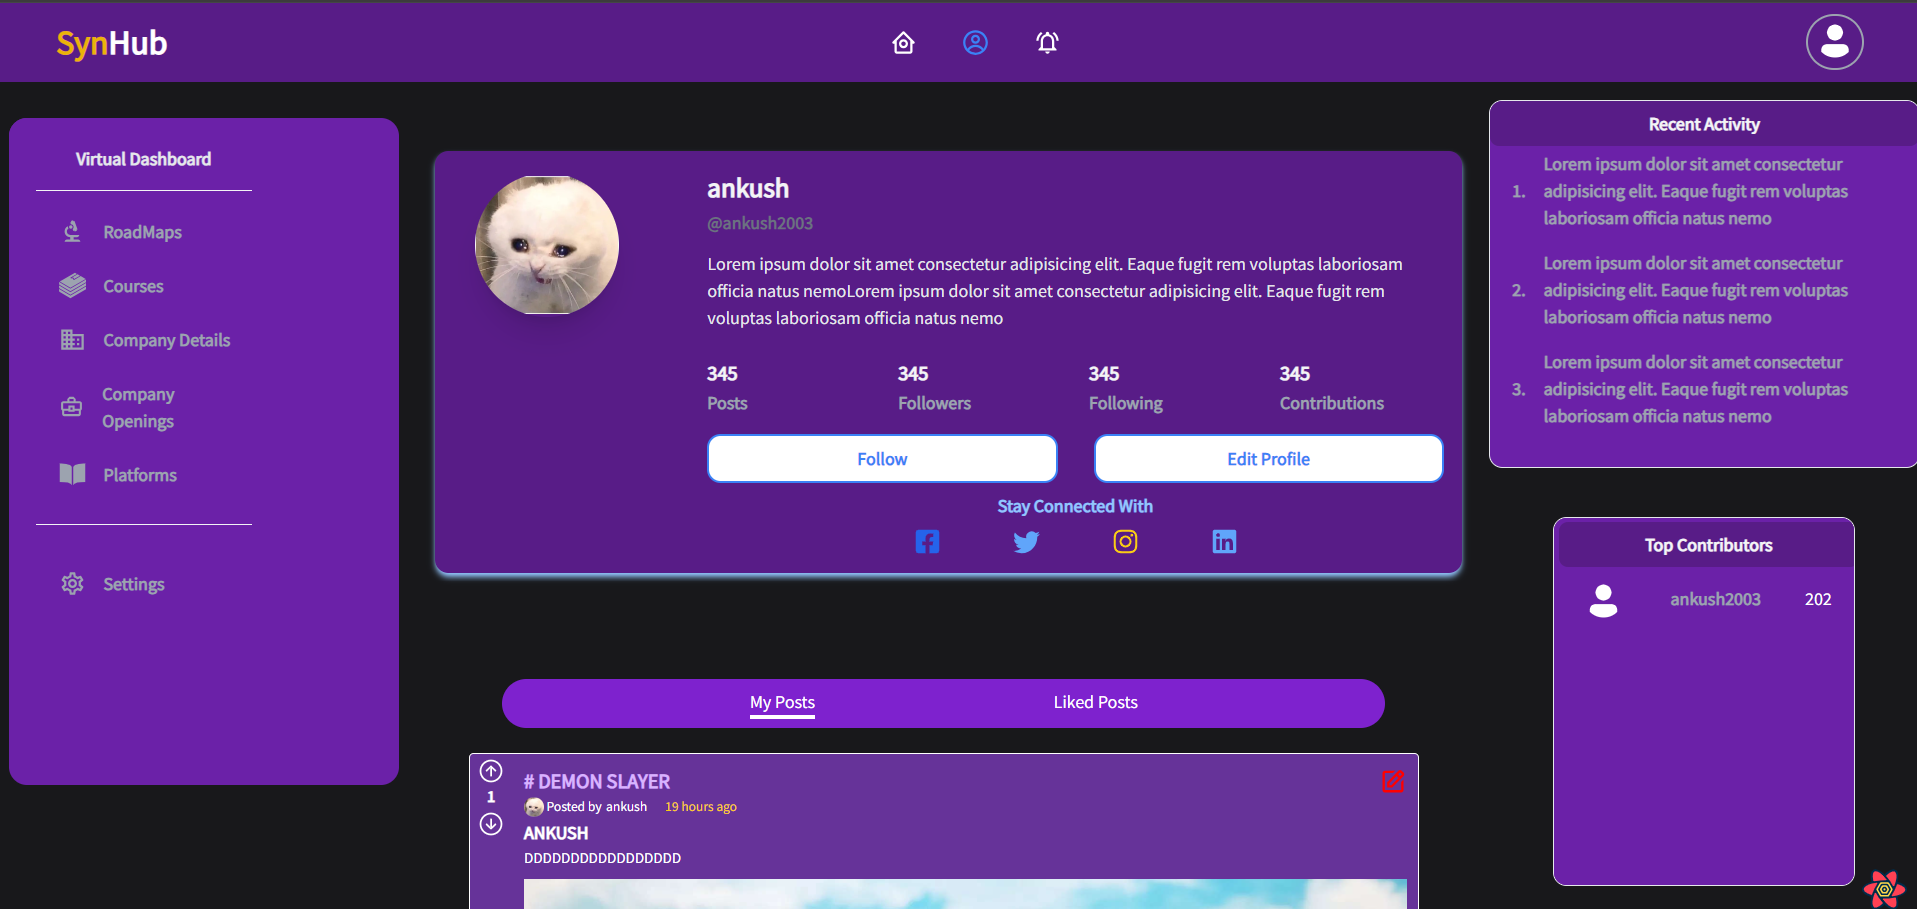 SynHub
Virtual Dashboard
RoadMaps
Courses
Company Details
Company
Openings
Platforms
Settings
ankush
@ankush2003
Lorem ipsum dolor sit amet consectetur adipisicing elit. Eaque fugit rem voluptas laboriosam
officia natus nemoLorem ipsum dolor sit amet consectetur adipisicing elit. Eaque fugit rem
voluptas laboriosam officia natus nemo
345 345 345 345
Posts Followers Following Contributions
Follow Edit Profile
Stay Connected With
My Posts Liked Posts
1
# DEMON SLAYER
Posted by ankush 19 hours ago
ANKUSH
DDDDDDDDDDDDDDDDD
Recent Activity
1. Lorem ipsum dolor sit amet consectetur
adipisicing elit. Eaque fugit rem voluptas
laboriosam officia natus nemo
2. Lorem ipsum dolor sit amet consectetur
adipisicing elit. Eaque fugit rem voluptas
laboriosam officia natus nemo
3. Lorem ipsum dolor sit amet consectetur
adipisicing elit. Eaque fugit rem voluptas
laboriosam officia natus nemo
Top Contributors
ankush2003 202